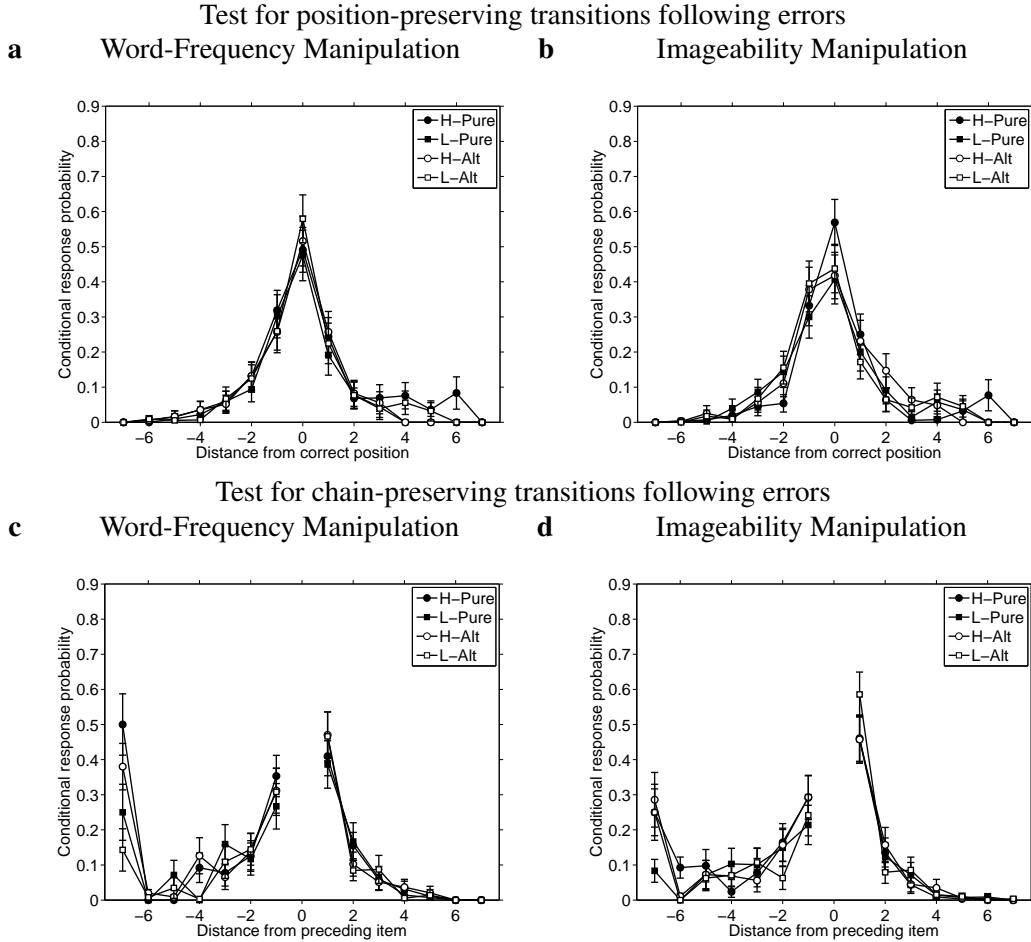 Test for position-preserving transitions following errors
a Word-Frequency Manipulation
b Imageability Manipulation
0.9
0.8
0.7
0.6
0.5
0.4
0.3
0.2
0.1
0
Conditional response probability
H−Pure
L−Pure
H−Alt
L−Alt
−6 −4 −2 0 2 4 6
Distance from correct position
0.9
0.8
0.7
0.6
0.5
0.4
0.3
0.2
0.1
0
Conditional response probability
H−Pure
L−Pure
H−Alt
L−Alt
−6 −4 −2 0 2 4 6
Distance from correct position
Test for chain-preserving transitions following errors
c Word-Frequency Manipulation
d Imageability Manipulation
0.9
0.8
0.7
0.6
0.5
0.4
0.3
0.2
0.1
0
Conditional response probability
H−Pure
L−Pure
H−Alt
L−Alt
−6 −4 −2 0 2 4 6
Distance from preceding item
0.9
0.8
0.7
0.6
0.5
0.4
0.3
0.2
0.1
0
Conditional response probability
H−Pure
L−Pure
H−Alt
L−Alt
−6 −4 −2 0 2 4 6
Distance from preceding item